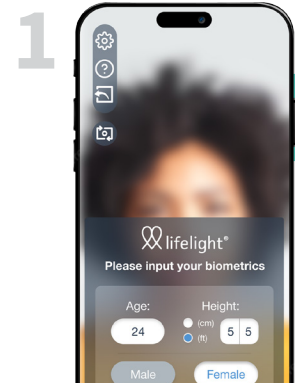 1
lifelight®
Please input your biometrics
Age: Height:
24 (cm) (ft) 5 5
Male Female